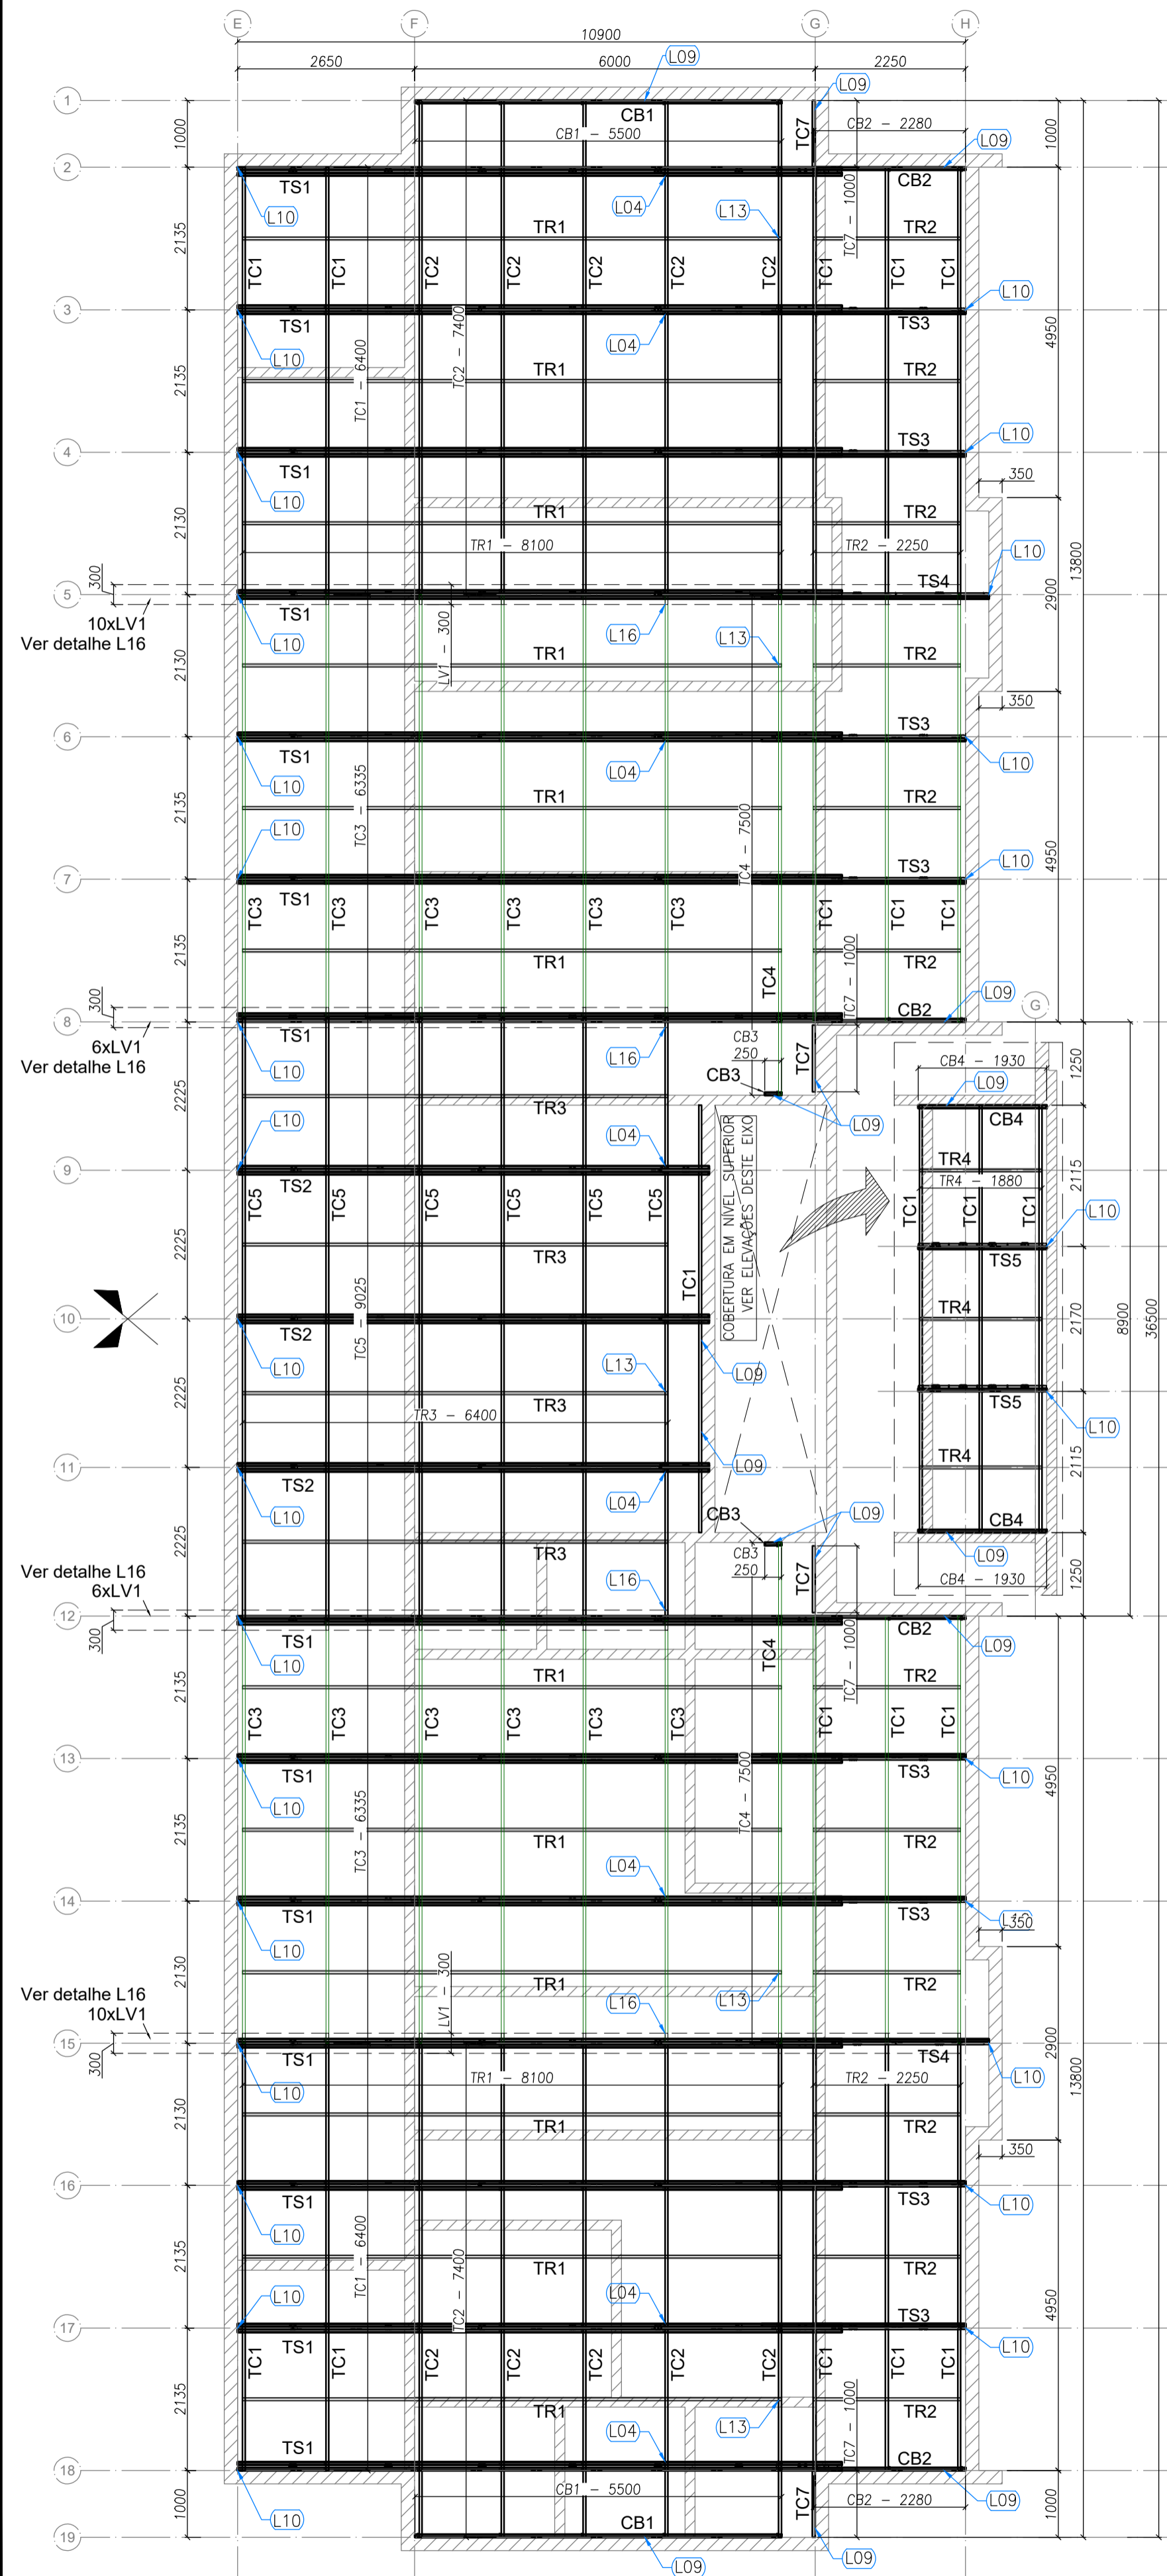 E F G H
10900
2650 6000 2250
L09
1
L09
CB1
CB1 - 5500
TC7
CB2 - 2280
1000
1000
L09
2
TS1
L10
L04
CB2
L13
TC7 - 1000
TR1
TR2
2135
TC1 TC1 TC2 TC2 TC2 TC2 TC2 TC1 TC1 TC1
L10
3
TS1
TS3
L10
L04
TC1 - 6400
TC2 - 7400
4950
2135
TR1
TR2
TS3
L10
4
TS1
L10
350
2130
TR1
TR2
TR1 - 8100
TR2 - 2250
L10
13800
300
TS4
5
10xLV1
Ver detalhe L16
TS1
L10
L16
2900
LV1 - 300
L13
2130
TR1
TR2
350
TS3
6
TS1
L10
L04
L10
TC3 - 6335
TC4 - 7500
2135
TR1
TR2
4950
L10
TS3
L10
7
TS1
TC3 TC3 TC3 TC3 TC3 TC1 TC1 TC1
2135
TR1
TR2
TC4
TC7 - 1000
300
CB2
L09
G
8
6xLV1
Ver detalhe L16
TS1
L10
L16
CB3
250
TC7
CB4 - 1930
1250
CB3
L09
2225
TR3
L09
CB4
L10
L04
9
TS2
COBERTURA EM NÍVEL SUPERIOR
VER ELEVAÇÕES DESTE EIXO
TR4
TR4 - 1880
2115
TC5 TC5 TC5 TC5 TC5
TC1 TC1 TC1
L10
2225
TR3
TC1
TS5
TC5 - 9025
10
TS2
L10
L09
TR4
2170
8900
36500
L13
2225
TR3
TR3 - 6400
TS5
L10
L09
TR4
2115
11
TS2
L10
L04
CB3
L09
CB4
L09
2225
TR3
CB3
250
TC7
CB4 - 1930
1250
Ver detalhe L16
6xLV1
L16
300
12
TS1
L10
CB2
L09
TC4
TC7 - 1000
2135
TR1
TR2
TC3 TC3 TC3 TC3 TC3 TC1 TC1 TC1
13
TS1
L10
TS3
L10
TC3 - 6335
TC4 - 7500
4950
2135
TR1
TR2
L04
14
TS1
L10
TS3
350
2130
TR1
TR2
LV1 - 300
L13
Ver detalhe L16
10xLV1
L16
300
15
TS1
L10
TS4
L10
2900
13800
TR1 - 8100
TR2 - 2250
2130
TR1
TR2
350
16
TS1
L10
TS3
L10
TC1 - 6400
TC2 - 7400
2135
TR1
TR2
4950
L10
L04
TS3
17
TS1
L10
TC1 TC1 TC2 TC2 TC2 TC2 TC2 TC1 TC1 TC1
2135
TR1
TR2
L13
TC7 - 1000
TS1
L04
CB2
18
L10
CB1 - 5500
CB2 - 2280
L09
1000
CB1
TC7
1000
19
L09
L09